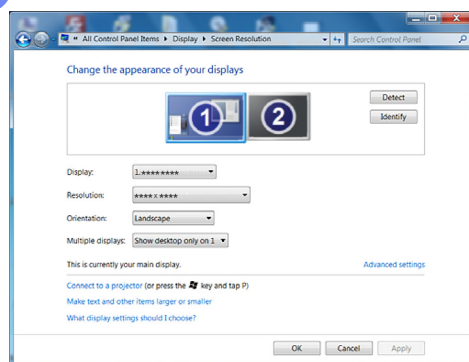 « All Control Panel Items ▸ Display ▸ Screen Resolution
Search Control Panel
Change the appearance of your displays
1
2
Detect
Identify
Display: 1.********
Resolution: **** x ****
Orientation: Landscape
Multiple displays: Show desktop only on 1
This is currently your main display.
Advanced settings
Connect to a projector (or press the key and tap P)
Make text and other items larger or smaller
What display settings should I choose?
OK
Cancel
Apply